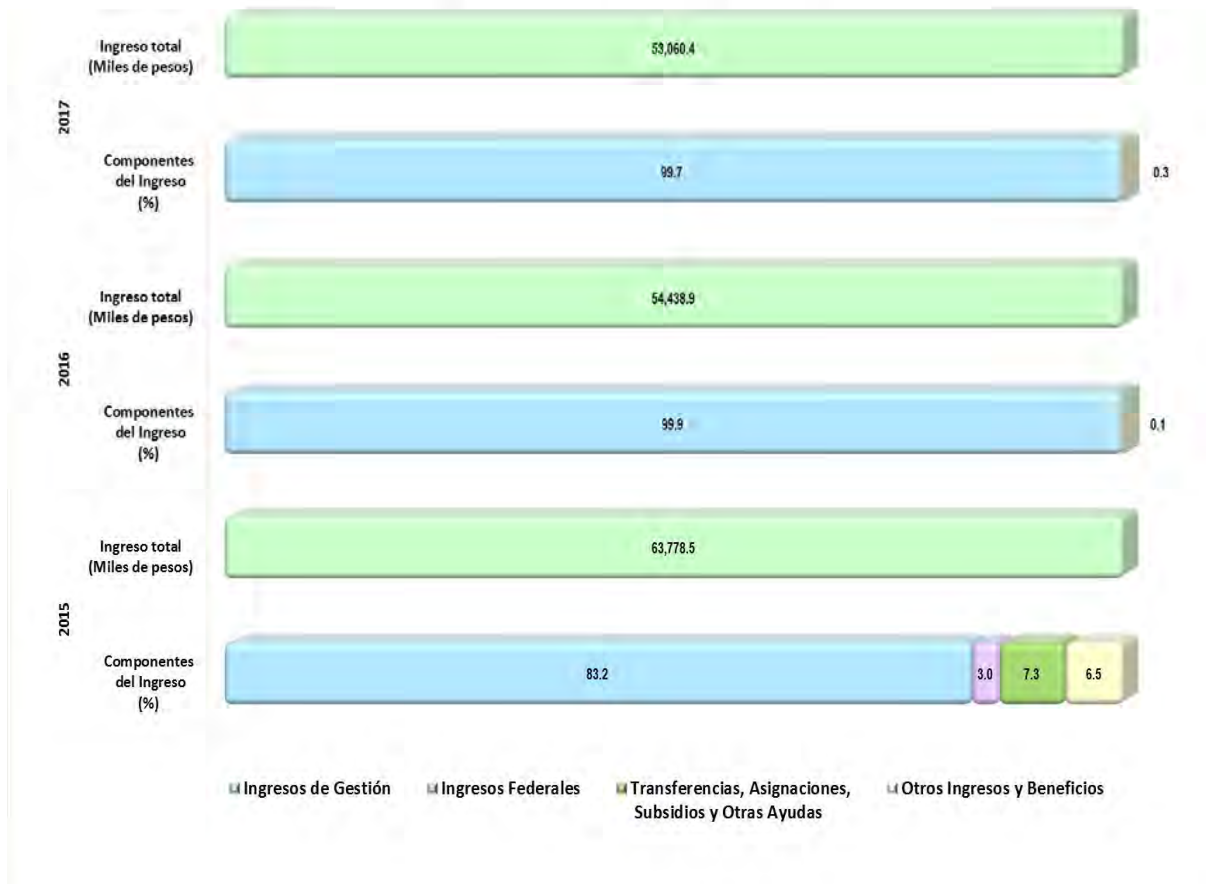 2017
Ingreso total
(Miles de pesos)
53,060.4
Componentes
del Ingreso
(%)
99.7
0.3
2016
Ingreso total
(Miles de pesos)
54,438.9
Componentes
del Ingreso
(%)
99.9
0.1
2015
Ingreso total
(Miles de pesos)
63,778.5
Componentes
del Ingreso
(%)
83.2
3.0
7.3
6.5
Ingresos de Gestión
Ingresos Federales
Transferencias, Asignaciones,
Subsidios y Otras Ayudas
Otros Ingresos y Beneficios